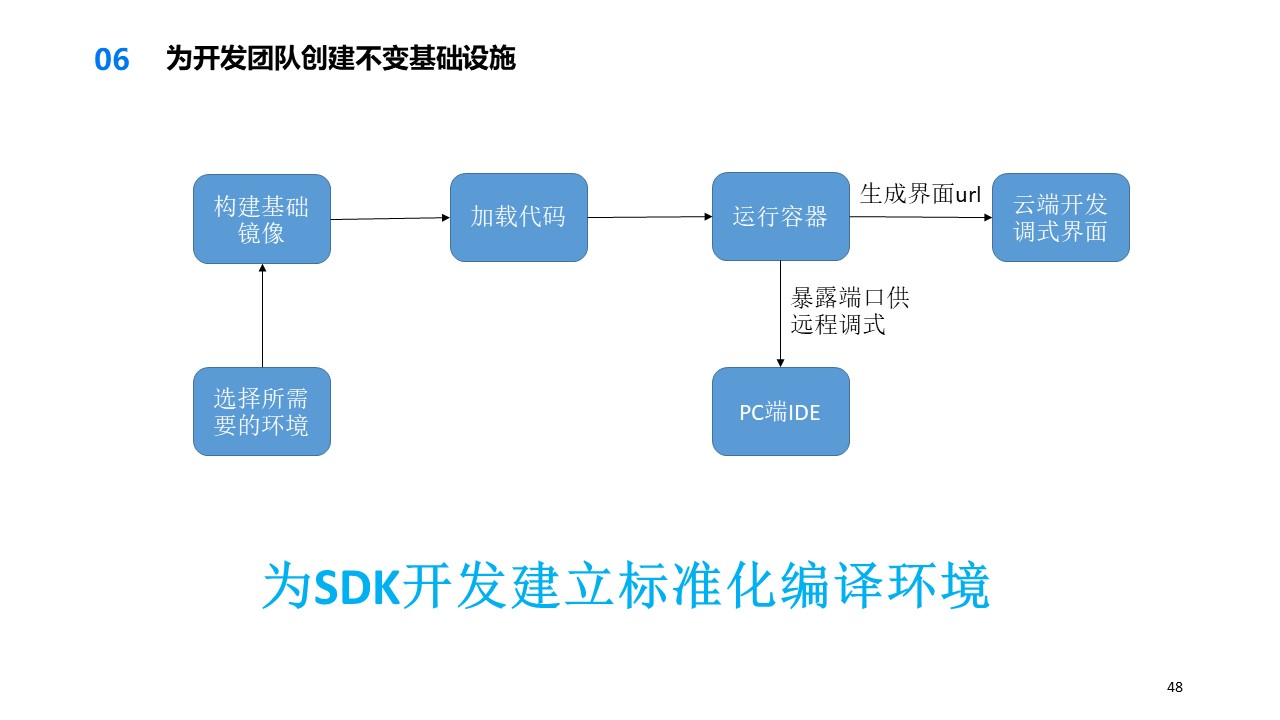 06 为开发团队创建不变基础设施
构建基础
镜像
加载代码
运行容器
生成界面url
云端开发
调式界面
暴露端口供
远程调式
选择所需
要的环境
PC端IDE
为SDK开发建立标准化编译环境
48